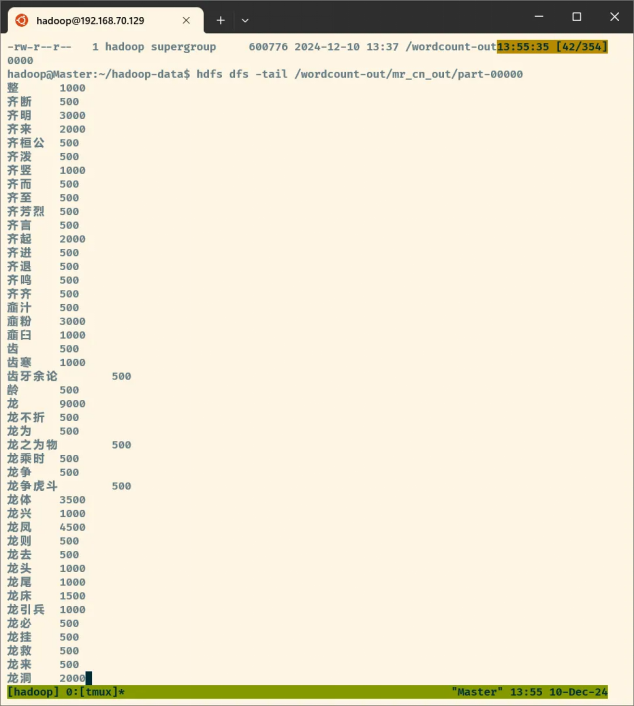 hadoop@192.168.70.129
-rw-r--r--   1 hadoop supergroup     600776 2024-12-10 13:37 /wordcount-out13:55:35 [42/354]
0000
hadoop@Master:~/hadoop-data$ hdfs dfs -tail /wordcount-out/mr_cn_out/part-00000
整	1000
齐断	500
齐明	3000
齐来	2000
齐桓公	500
齐泼	500
齐竖	1000
齐而	500
齐至	500
齐芳烈	500
齐言	500
齐起	2000
齐进	500
齐退	500
齐鸣	500
齐齐	500
齑汁	500
齑粉	3000
齑臼	1000
齿	500
齿寒	1000
齿牙余论	500
龄	500
龙	9000
龙不折	500
龙为	500
龙之为物	500
龙乘时	500
龙争	500
龙争虎斗	500
龙体	3500
龙兴	1000
龙凤	4500
龙则	500
龙去	500
龙头	1000
龙尾	1000
龙床	1500
龙引兵	1000
龙必	500
龙挂	500
龙救	500
龙来	500
龙洞	2000
[hadoop] 0:[tmux]*	"Master" 13:55 10-Dec-24